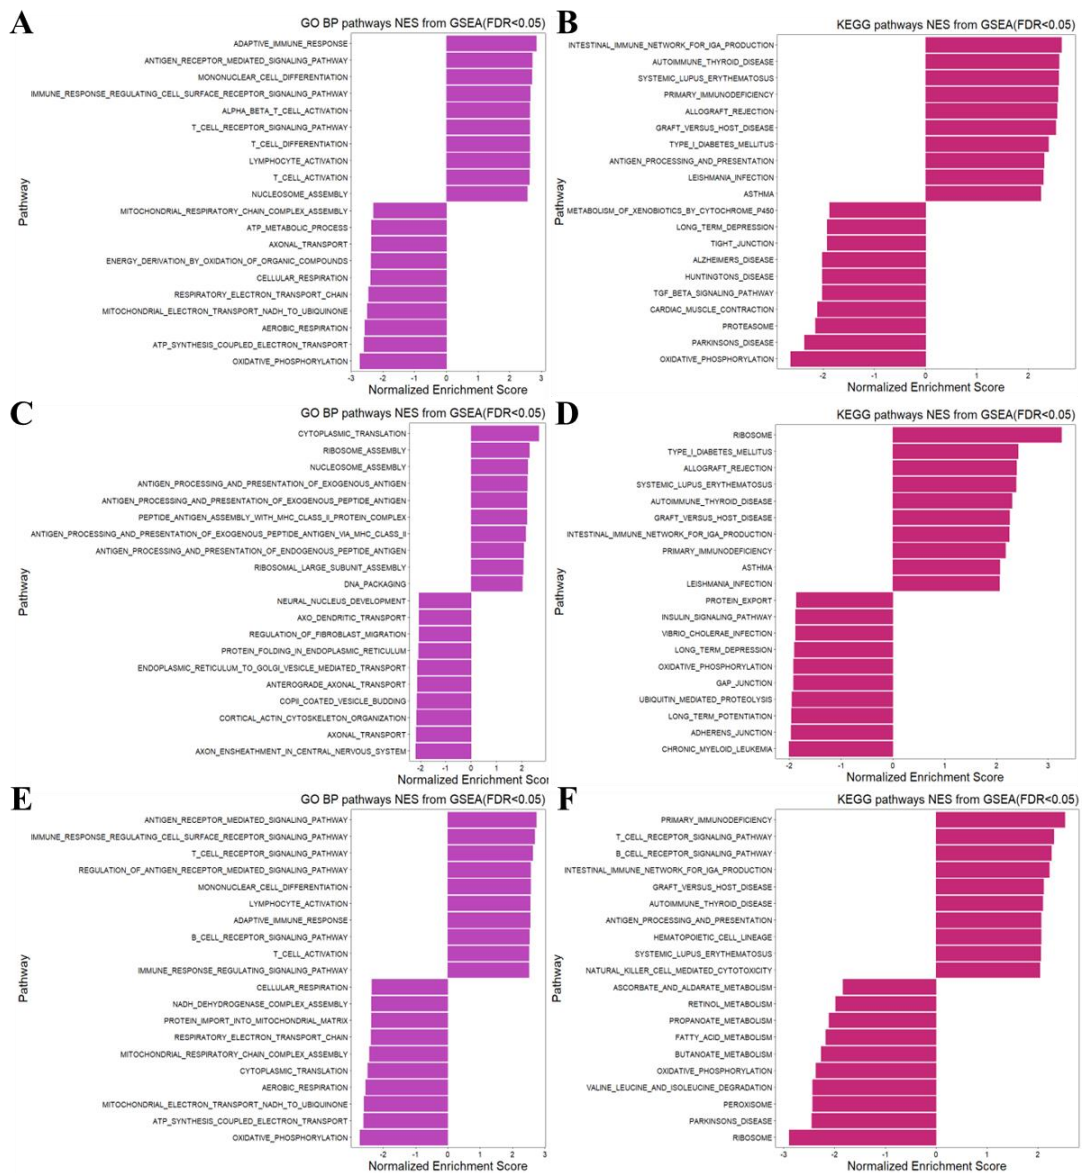 A
GO BP pathways NES from GSEA(FDR<0.05)
ADAPTIVE_IMMUNE_RESPONSE
ANTIGEN_RECEPTOR_MEDIATED_SIGNALING_PATHWAY
MONONUCLEAR_CELL_DIFFERENTIATION
IMMUNE_RESPONSE_REGULATING_CELL_SURFACE_RECEPTOR_SIGNALING_PATHWAY
ALPHA_BETA_T_CELL_ACTIVATION
T_CELL_RECEPTOR_SIGNALING_PATHWAY
T_CELL_DIFFERENTIATION
LYMPHOCYTE_ACTIVATION
T_CELL_ACTIVATION
NUCLEOSOME_ASSEMBLY
MITOCHONDRIAL_RESPIRATORY_CHAIN_COMPLEX_ASSEMBLY
ATP_METABOLIC_PROCESS
AXONAL_TRANSPORT
ENERGY_DERIVATION_BY_OXIDATION_OF_ORGANIC_COMPOUNDS
CELLULAR_RESPIRATION
RESPIRATORY_ELECTRON_TRANSPORT_CHAIN
MITOCHONDRIAL_ELECTRON_TRANSPORT_NADH_TO_UBIQUINONE
AEROBIC_RESPIRATION
ATP_SYNTHESIS_COUPLED_ELECTRON_TRANSPORT
OXIDATIVE_PHOSPHORYLATION
Pathway
-3 -2 -1 0 1 2 3
Normalized Enrichment Score
B
KEGG pathways NES from GSEA(FDR<0.05)
INTESTINAL_IMMUNE_NETWORK_FOR_IGA_PRODUCTION
AUTOIMMUNE_THYROID_DISEASE
SYSTEMIC_LUPUS_ERYTHEMATOSUS
PRIMARY_IMMUNODEFICIENCY
ALLOGRAFT_REJECTION
GRAFT_VERSUS_HOST_DISEASE
TYPE_I_DIABETES_MELLITUS
ANTIGEN_PROCESSING_AND_PRESENTATION
LEISHMANIA_INFECTION
ASTHMA
METABOLISM_OF_XENOBIOTICS_BY_CYTOCHROME_P450
LONG_TERM_DEPRESSION
TIGHT_JUNCTION
ALZHEIMERS_DISEASE
HUNTINGTONS_DISEASE
TGF_BETA_SIGNALING_PATHWAY
CARDIAC_MUSCLE_CONTRACTION
PROTEASOME
PARKINSONS_DISEASE
OXIDATIVE_PHOSPHORYLATION
Pathway
-2 -1 0 1 2
Normalized Enrichment Score
C
GO BP pathways NES from GSEA(FDR<0.05)
CYTOPLASMIC_TRANSLATION
RIBOSOME_ASSEMBLY
NUCLEOSOME_ASSEMBLY
ANTIGEN_PROCESSING_AND_PRESENTATION_OF_EXOGENOUS_ANTIGEN
ANTIGEN_PROCESSING_AND_PRESENTATION_OF_EXOGENOUS_PEPTIDE_ANTIGEN
PEPTIDE_ANTIGEN_ASSEMBLY_WITH_MHC_CLASS_II_PROTEIN_COMPLEX
ANTIGEN_PROCESSING_AND_PRESENTATION_OF_EXOGENOUS_PEPTIDE_ANTIGEN_VIA_MHC_CLASS_II
ANTIGEN_PROCESSING_AND_PRESENTATION_OF_ENDOGENOUS_PEPTIDE_ANTIGEN
RIBOSOMAL_LARGE_SUBUNIT_ASSEMBLY
DNA_PACKAGING
NEURAL_NUCLEUS_DEVELOPMENT
AXO_DENDRITIC_TRANSPORT
REGULATION_OF_FIBROBLAST_MIGRATION
PROTEIN_FOLDING_IN_ENDOPLASMIC_RETICULUM
ENDOPLASMIC_RETICULUM_TO_GOLGI_VESICLE_MEDIATED_TRANSPORT
ANTEROGRADE_AXONAL_TRANSPORT
COPII_COATED_VESICLE_BUDDING
CORTICAL_ACTIN_CYTOSKELETON_ORGANIZATION
AXONAL_TRANSPORT
AXON_ENSHEATHMENT_IN_CENTRAL_NERVOUS_SYSTEM
Pathway
-2 -1 0 1 2
Normalized Enrichment Scor
D
KEGG pathways NES from GSEA(FDR<0.05)
RIBOSOME
TYPE_I_DIABETES_MELLITUS
ALLOGRAFT_REJECTION
SYSTEMIC_LUPUS_ERYTHEMATOSUS
AUTOIMMUNE_THYROID_DISEASE
GRAFT_VERSUS_HOST_DISEASE
INTESTINAL_IMMUNE_NETWORK_FOR_IGA_PRODUCTION
PRIMARY_IMMUNODEFICIENCY
ASTHMA
LEISHMANIA_INFECTION
PROTEIN_EXPORT
INSULIN_SIGNALING_PATHWAY
VIBRIO_CHOLERAE_INFECTION
LONG_TERM_DEPRESSION
OXIDATIVE_PHOSPHORYLATION
GAP_JUNCTION
UBIQUITIN_MEDIATED_PROTEOLYSIS
LONG_TERM_POTENTIATION
ADHERENS_JUNCTION
CHRONIC_MYELOID_LEUKEMIA
Pathway
-2 -1 0 1 2 3
Normalized Enrichment Score
E
GO BP pathways NES from GSEA(FDR<0.05)
ANTIGEN_RECEPTOR_MEDIATED_SIGNALING_PATHWAY
IMMUNE_RESPONSE_REGULATING_CELL_SURFACE_RECEPTOR_SIGNALING_PATHWAY
T_CELL_RECEPTOR_SIGNALING_PATHWAY
REGULATION_OF_ANTIGEN_RECEPTOR_MEDIATED_SIGNALING_PATHWAY
MONONUCLEAR_CELL_DIFFERENTIATION
LYMPHOCYTE_ACTIVATION
ADAPTIVE_IMMUNE_RESPONSE
B_CELL_RECEPTOR_SIGNALING_PATHWAY
T_CELL_ACTIVATION
IMMUNE_RESPONSE_REGULATING_SIGNALING_PATHWAY
CELLULAR_RESPIRATION
NADH_DEHYDROGENASE_COMPLEX_ASSEMBLY
PROTEIN_IMPORT_INTO_MITOCHONDRIAL_MATRIX
RESPIRATORY_ELECTRON_TRANSPORT_CHAIN
MITOCHONDRIAL_RESPIRATORY_CHAIN_COMPLEX_ASSEMBLY
CYTOPLASMIC_TRANSLATION
AEROBIC_RESPIRATION
MITOCHONDRIAL_ELECTRON_TRANSPORT_NADH_TO_UBIQUINONE
ATP_SYNTHESIS_COUPLED_ELECTRON_TRANSPORT
OXIDATIVE_PHOSPHORYLATION
Pathway
-2 -1 0 1 2 3
Normalized Enrichment Score
F
KEGG pathways NES from GSEA(FDR<0.05)
PRIMARY_IMMUNODEFICIENCY
T_CELL_RECEPTOR_SIGNALING_PATHWAY
B_CELL_RECEPTOR_SIGNALING_PATHWAY
INTESTINAL_IMMUNE_NETWORK_FOR_IGA_PRODUCTION
GRAFT_VERSUS_HOST_DISEASE
AUTOIMMUNE_THYROID_DISEASE
ANTIGEN_PROCESSING_AND_PRESENTATION
HEMATOPOIETIC_CELL_LINEAGE
SYSTEMIC_LUPUS_ERYTHEMATOSUS
NATURAL_KILLER_CELL_MEDIATED_CYTOTOXICITY
ASCORBATE_AND_ALDARATE_METABOLISM
RETINOL_METABOLISM
PROPANOATE_METABOLISM
FATTY_ACID_METABOLISM
BUTANOATE_METABOLISM
OXIDATIVE_PHOSPHORYLATION
VALINE_LEUCINE_AND_ISOLEUCINE_DEGRADATION
PEROXISOME
PARKINSONS_DISEASE
RIBOSOME
Pathway
-3 -2 -1 0 1 2
Normalized Enrichment Score